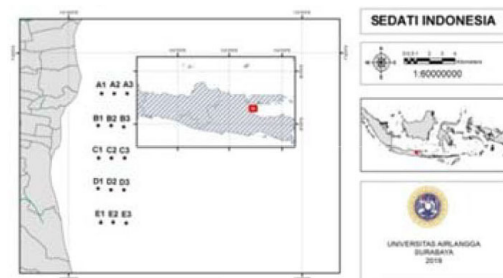 SEDATI INDONESIA
A1 A2 A3
B1 B2 B3
C1 C2 C3
D1 D2 D3
E1 E2 E3
1:60000000
UNIVERSITAS AIRLANGGA
SURABAYA
2019